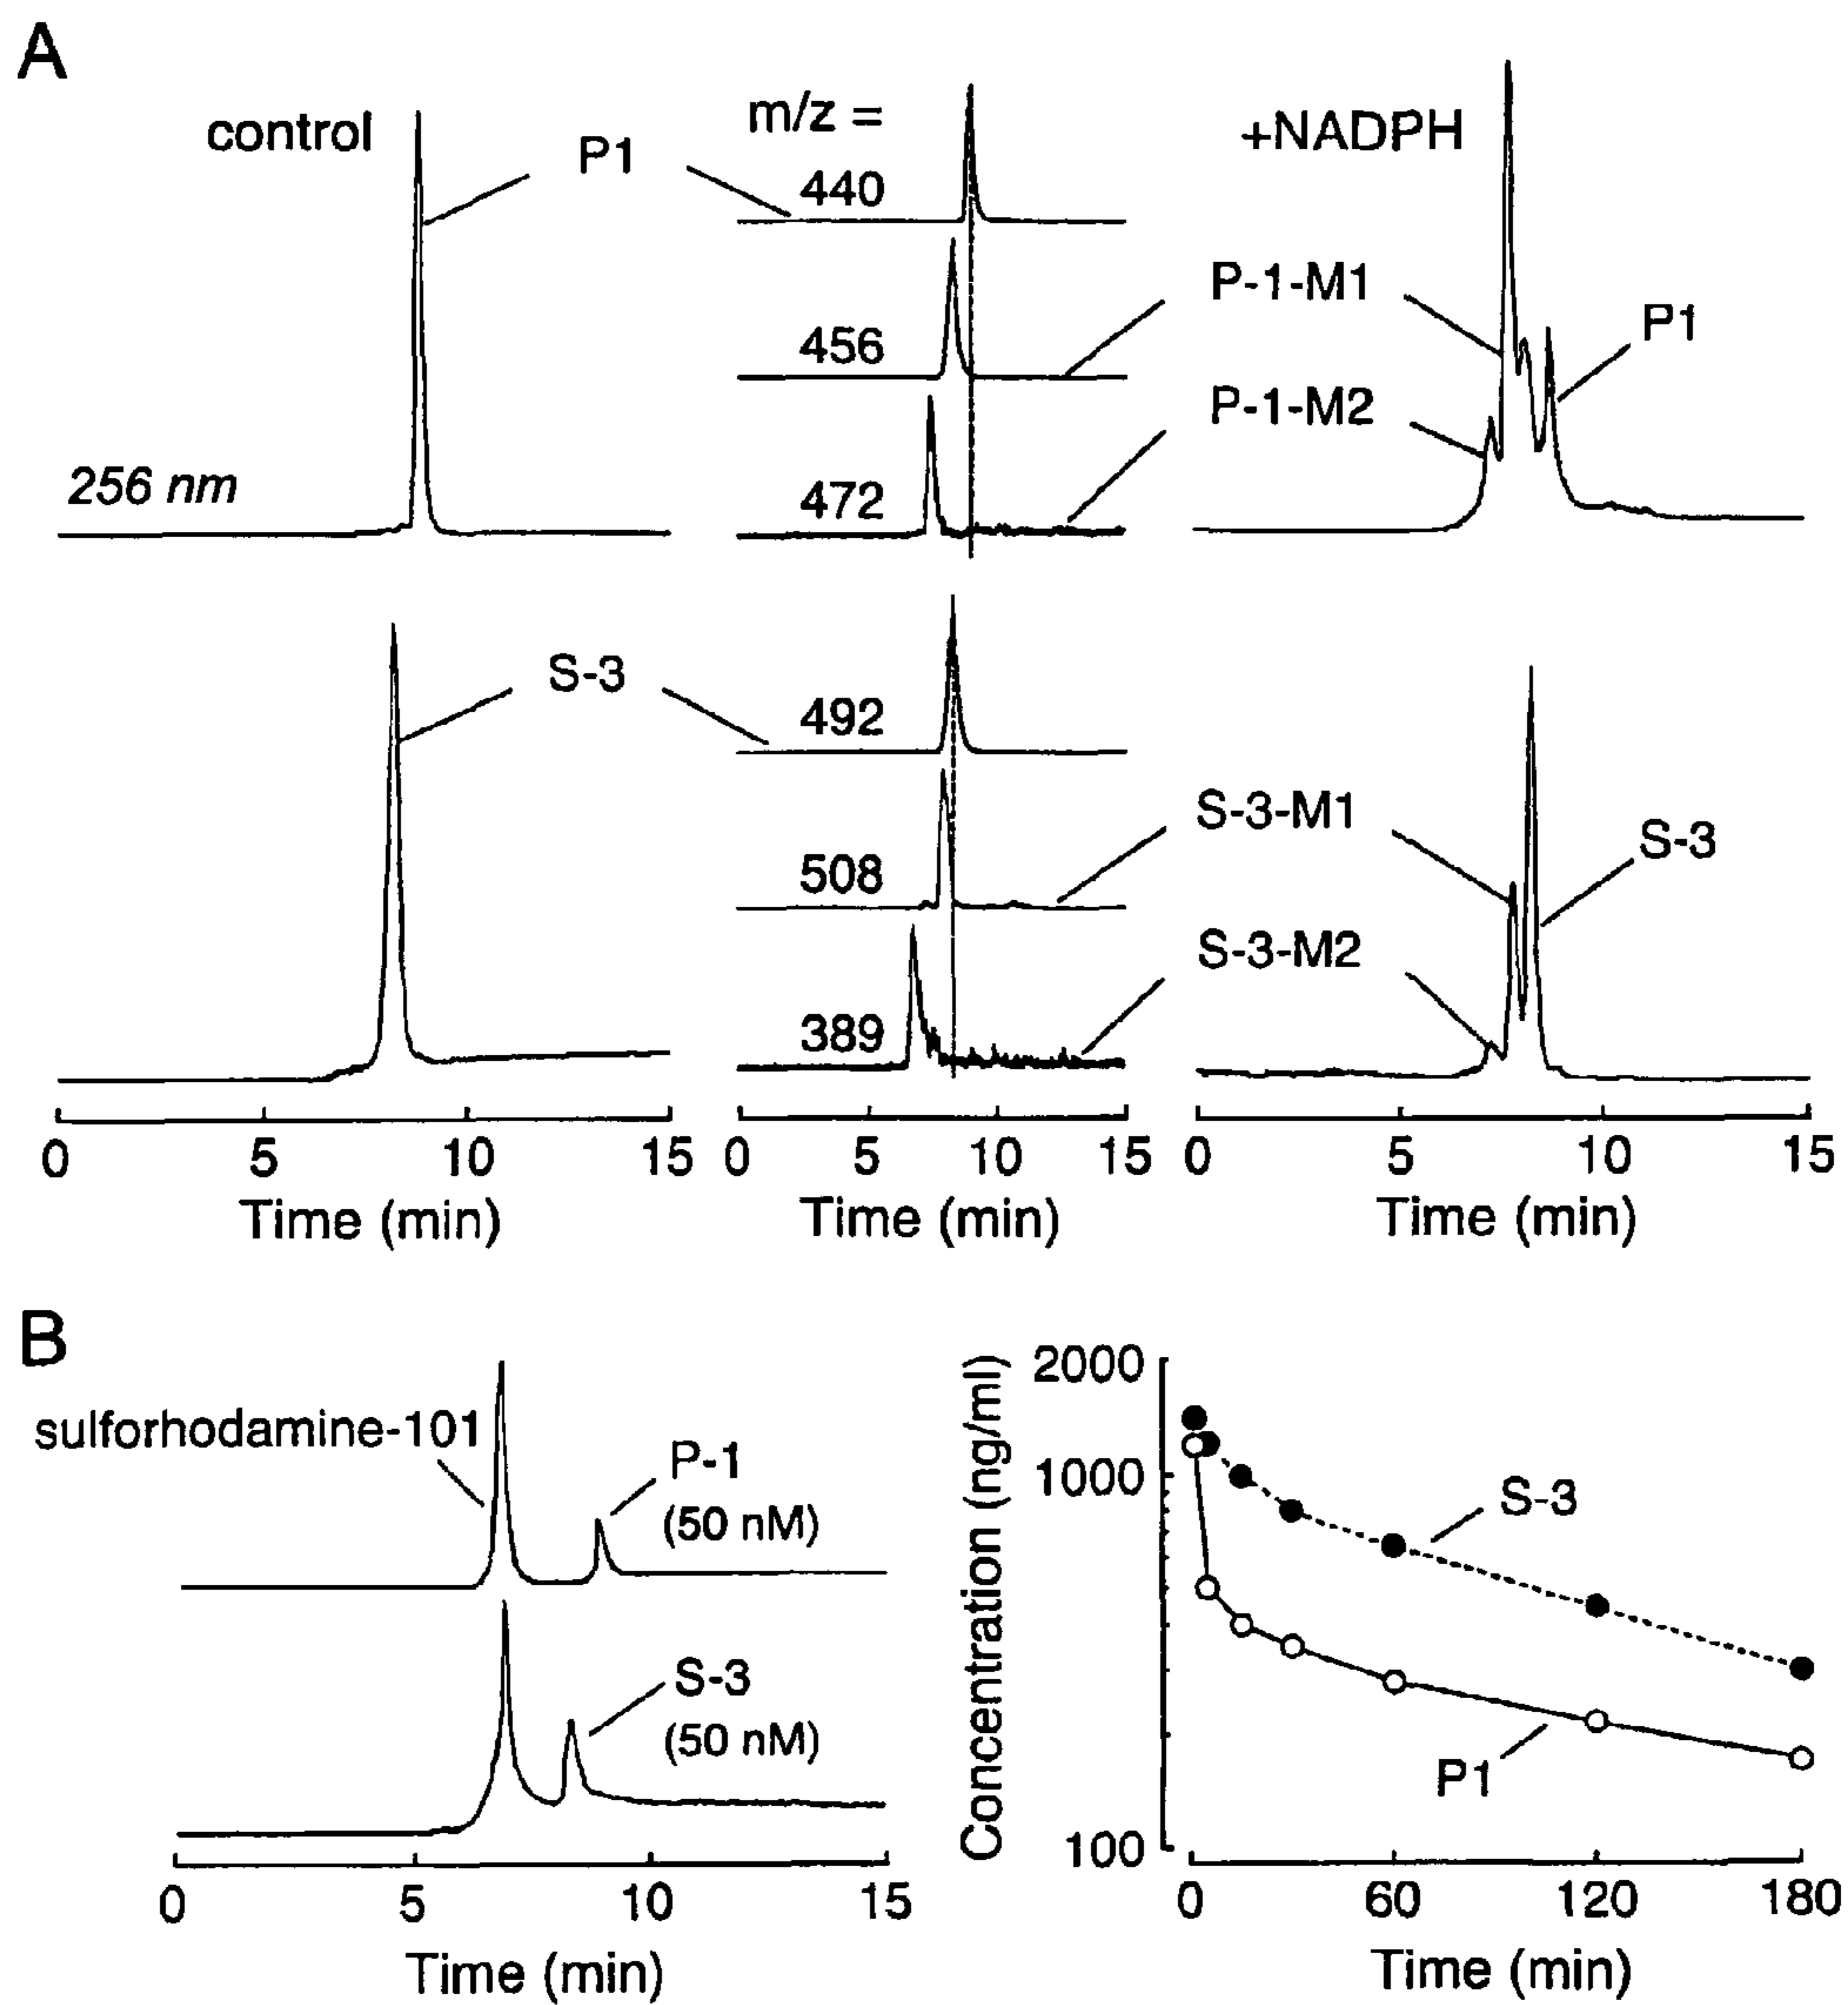 A
control
P1
m/z =
440
+NADPH
P-1-M1
P1
456
P-1-M2
256 nm
472
S-3
492
S-3-M1
S-3
508
S-3-M2
389
0 5 10 15 0 5 10 15 0 5 10 15
Time (min) Time (min) Time (min)
B
sulforhodamine-101
P-1
(50 nM)
S-3
(50 nM)
0 5 10 15
Time (min)
Concentration (ng/ml)
2000
1000
100
S-3
P1
0 60 120 180
Time (min)